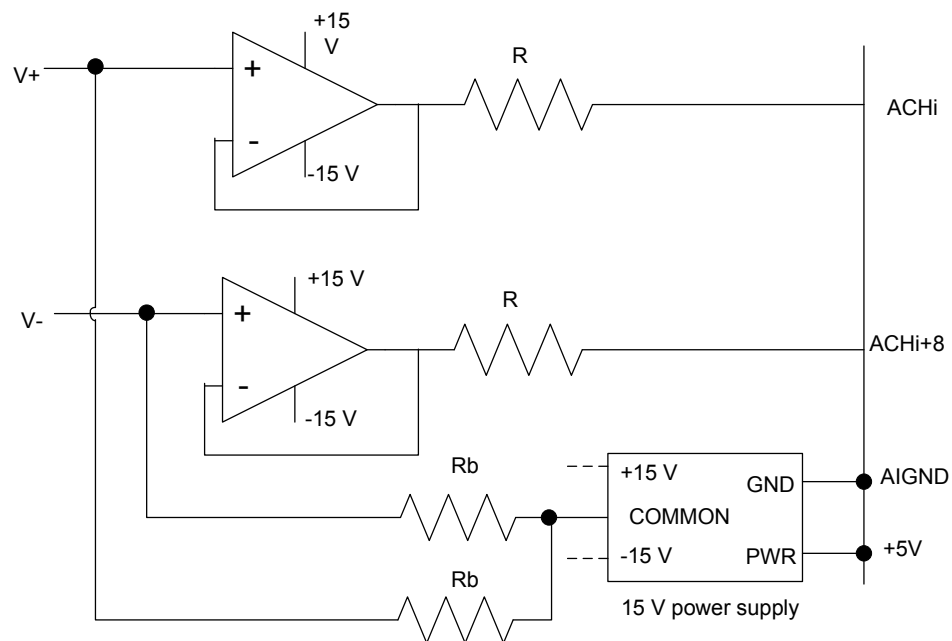 +15
V
V+
+
-
-15 V
R
ACHi
+15 V
V-
+
-
-15 V
R
ACHi+8
Rb
+15 V
GND
AIGND
COMMON
-15 V
PWR
+5V
Rb
15 V power supply